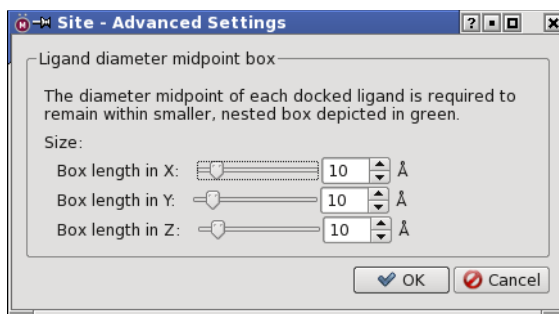 Site - Advanced Settings
Ligand diameter midpoint box
The diameter midpoint of each docked ligand is required to
remain within smaller, nested box depicted in green.
Size:
Box length in X: 10 Å
Box length in Y: 10 Å
Box length in Z: 10 Å
OK Cancel